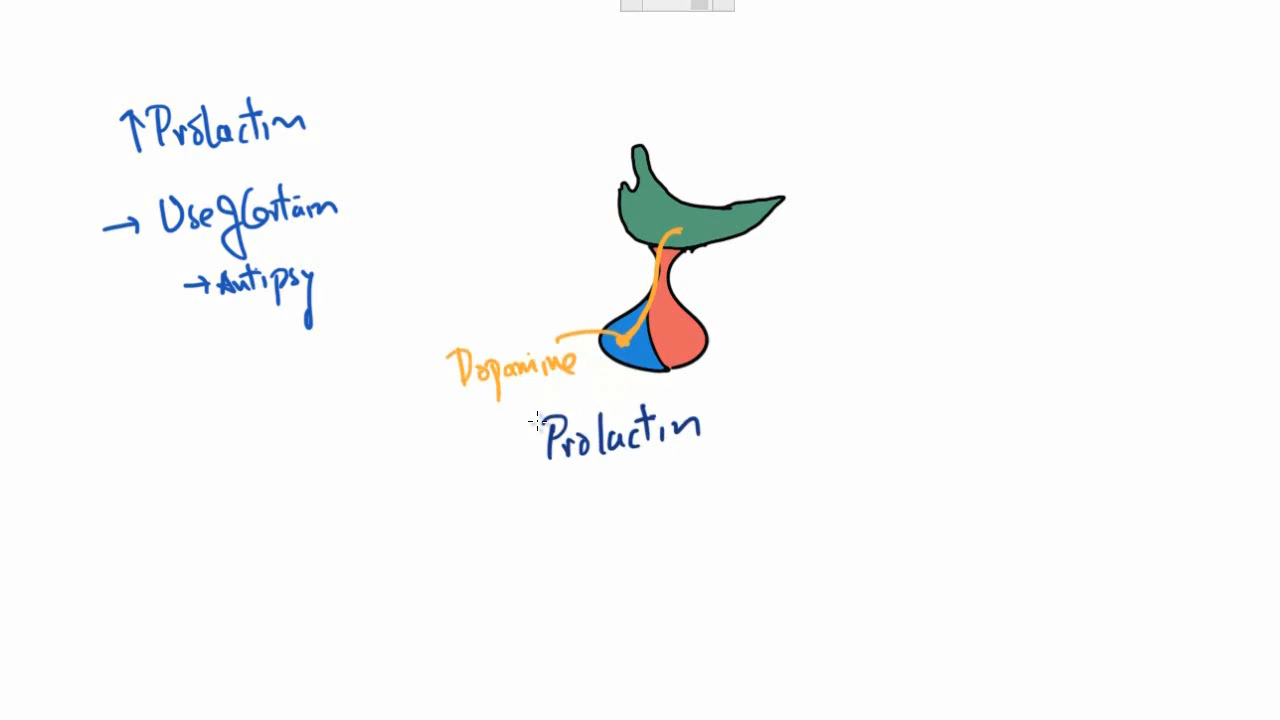 ↑Prolactin
→ Use of Certain
→ Antipsy
Dopamine
Prolactin